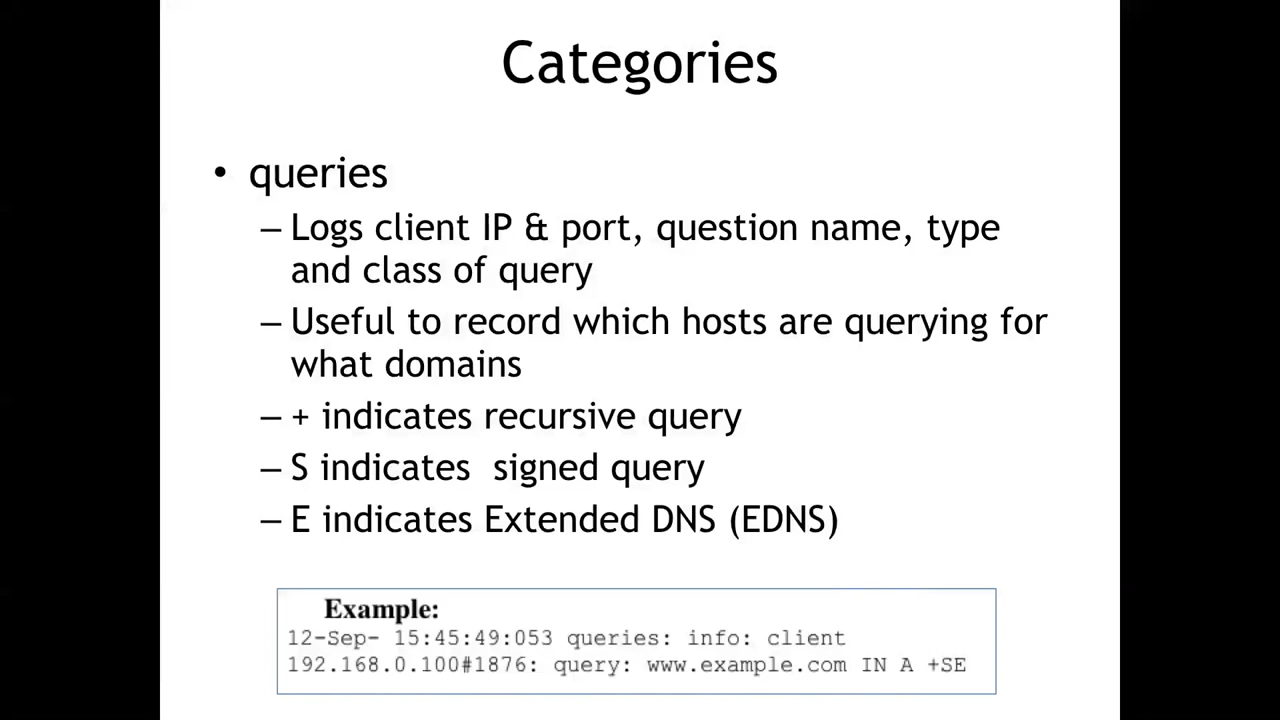 Categories
• queries
– Logs client IP & port, question name, type
and class of query
– Useful to record which hosts are querying for
what domains
– + indicates recursive query
– S indicates  signed query
– E indicates Extended DNS (EDNS)
Example:
12-Sep- 15:45:49:053 queries: info: client
192.168.0.100#1876: query: www.example.com IN A +SE